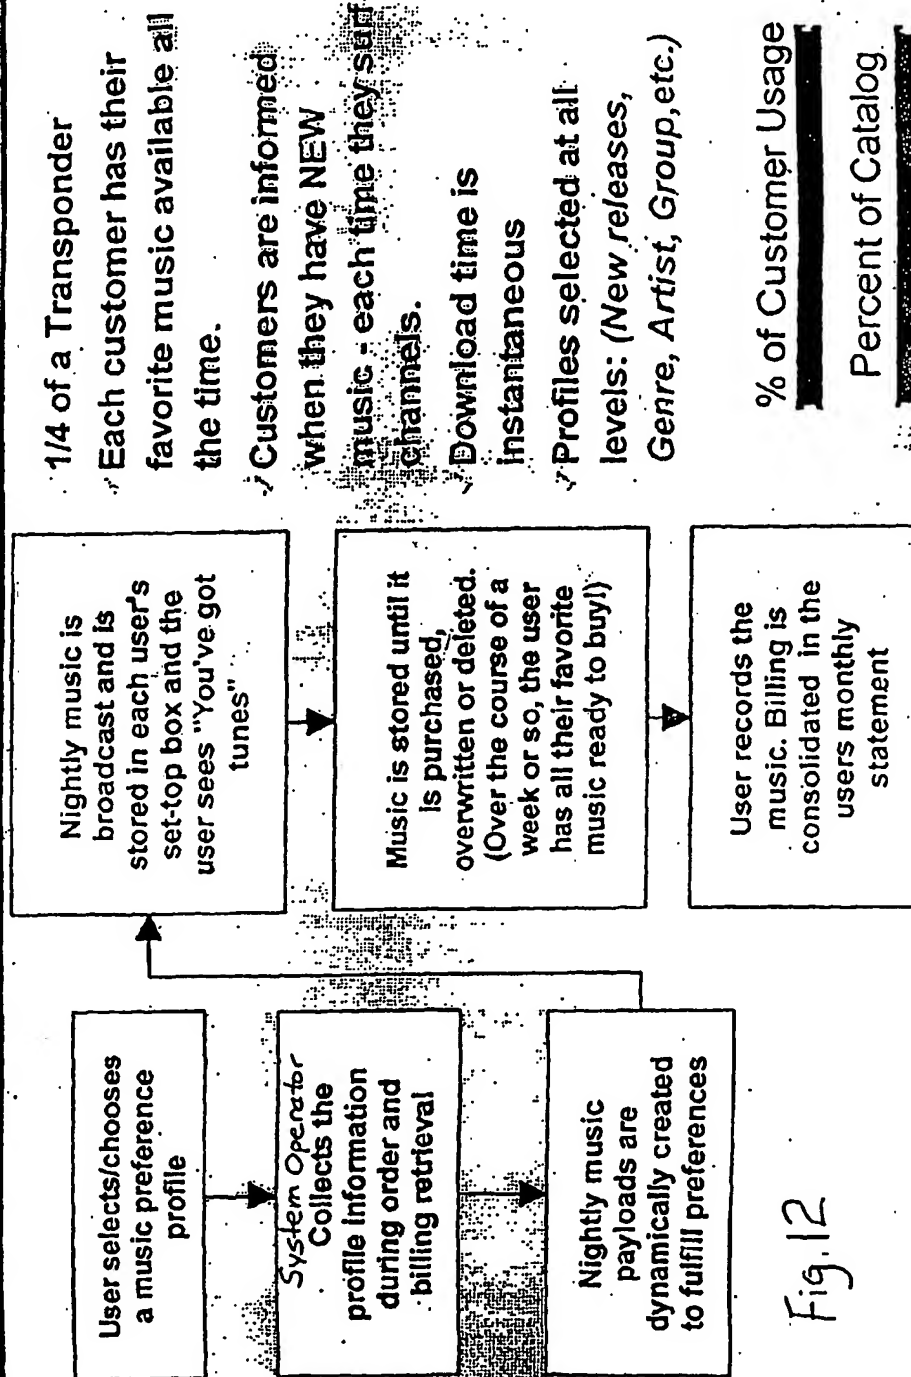 User selects/chooses
a music preference
profile
System Operator
Collects the
profile information
during order and
billing retrieval
Nightly music
payloads are
dynamically created
to fulfill preferences
Nightly music is
broadcast and is
stored in each user's
set-top box and the
user sees "You've got
tunes"
Music is stored until it
is purchased,
overwritten or deleted.
(Over the course of a
week or so, the user
has all their favorite
music ready to buy!)
User records the
music. Billing is
consolidated in the
users monthly
statement
1/4 of a Transponder
Each customer has their
favorite music available all
the time.
Customers are informed
when they have NEW
music - each time they surf
channels.
Download time is
instantaneous
Profiles selected at all
levels: (New releases,
Genre, Artist, Group, etc.)
% of Customer Usage
Percent of Catalog
Fig.12